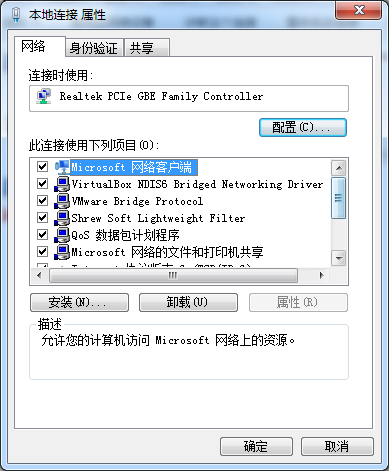 本地连接 属性
网络
身份验证
共享
连接时使用:
Realtek PCIe GBE Family Controller
配置(C)...
此连接使用下列项目(O):
Microsoft 网络客户端
VirtualBox NDIS6 Bridged Networking Driver
VMware Bridge Protocol
Shrew Soft Lightweight Filter
QoS 数据包计划程序
Microsoft 网络的文件和打印机共享
安装(N)...
卸载(U)
属性(R)
描述
允许您的计算机访问 Microsoft 网络上的资源。
确定
取消